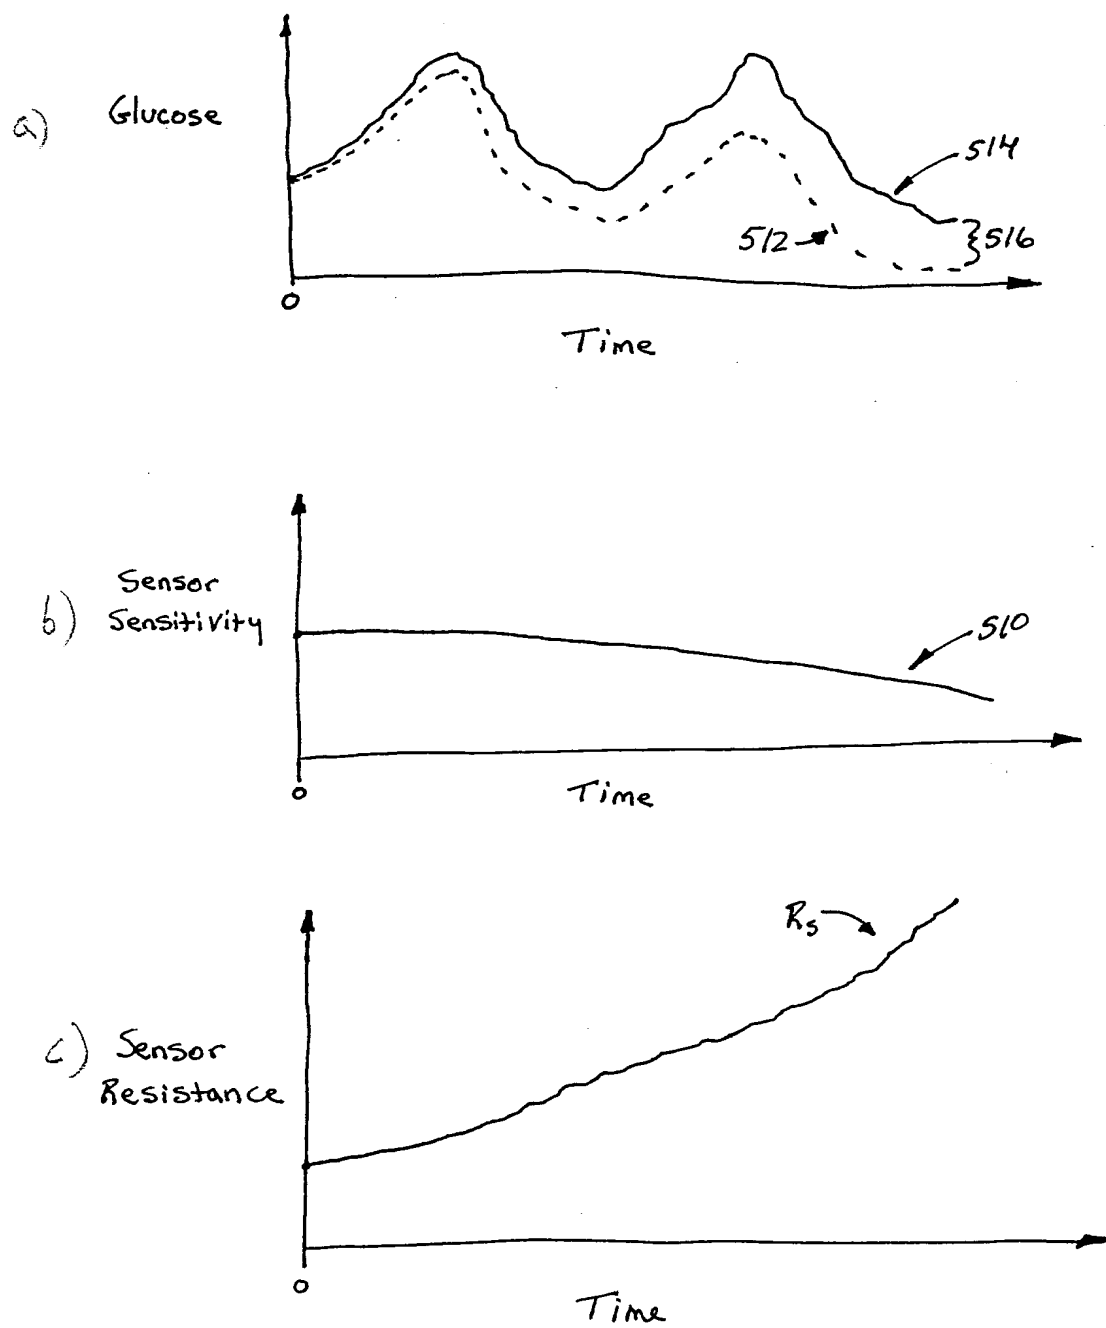 a) Glucose
514
512
516
0
Time
b) Sensor
Sensitivity
510
0
Time
Rs
c) Sensor
Resistance
0
Time